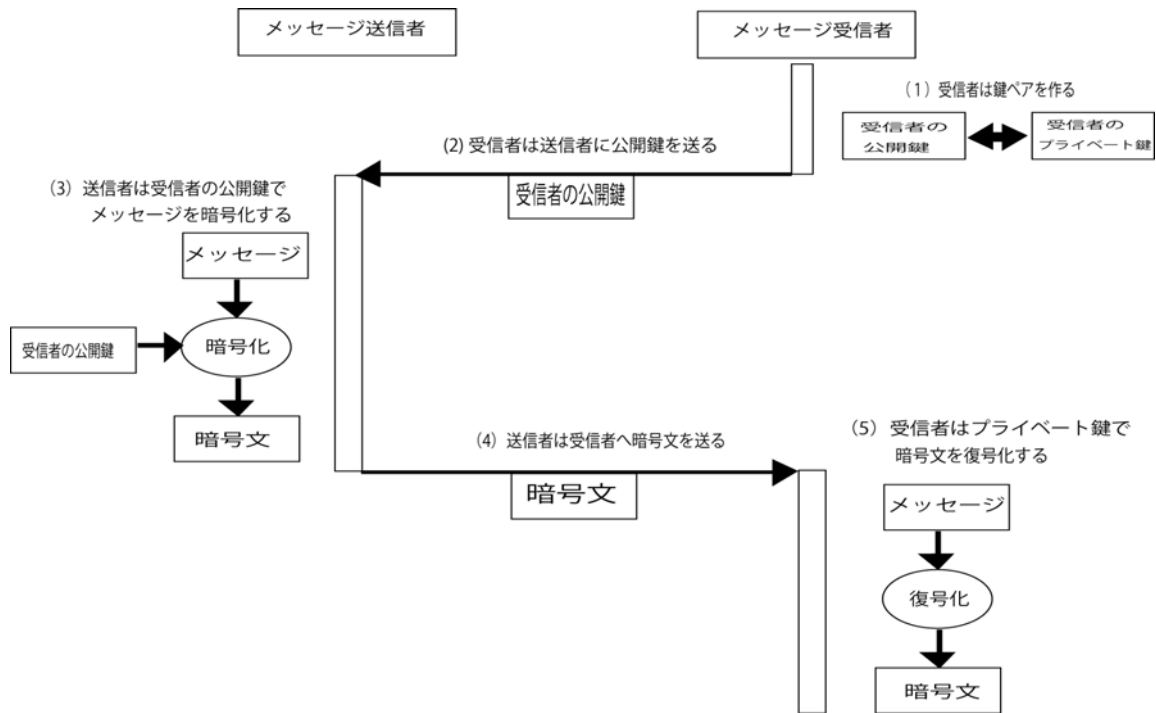 メッセージ送信者
メッセージ受信者
(1) 受信者は鍵ペアを作る
受信者の
公開鍵
受信者の
プライベート鍵
(2) 受信者は送信者に公開鍵を送る
受信者の公開鍵
(3) 送信者は受信者の公開鍵で
メッセージを暗号化する
メッセージ
受信者の公開鍵
暗号化
暗号文
(4) 送信者は受信者へ暗号文を送る
暗号文
(5) 受信者はプライベート鍵で
暗号文を復号化する
メッセージ
復号化
暗号文